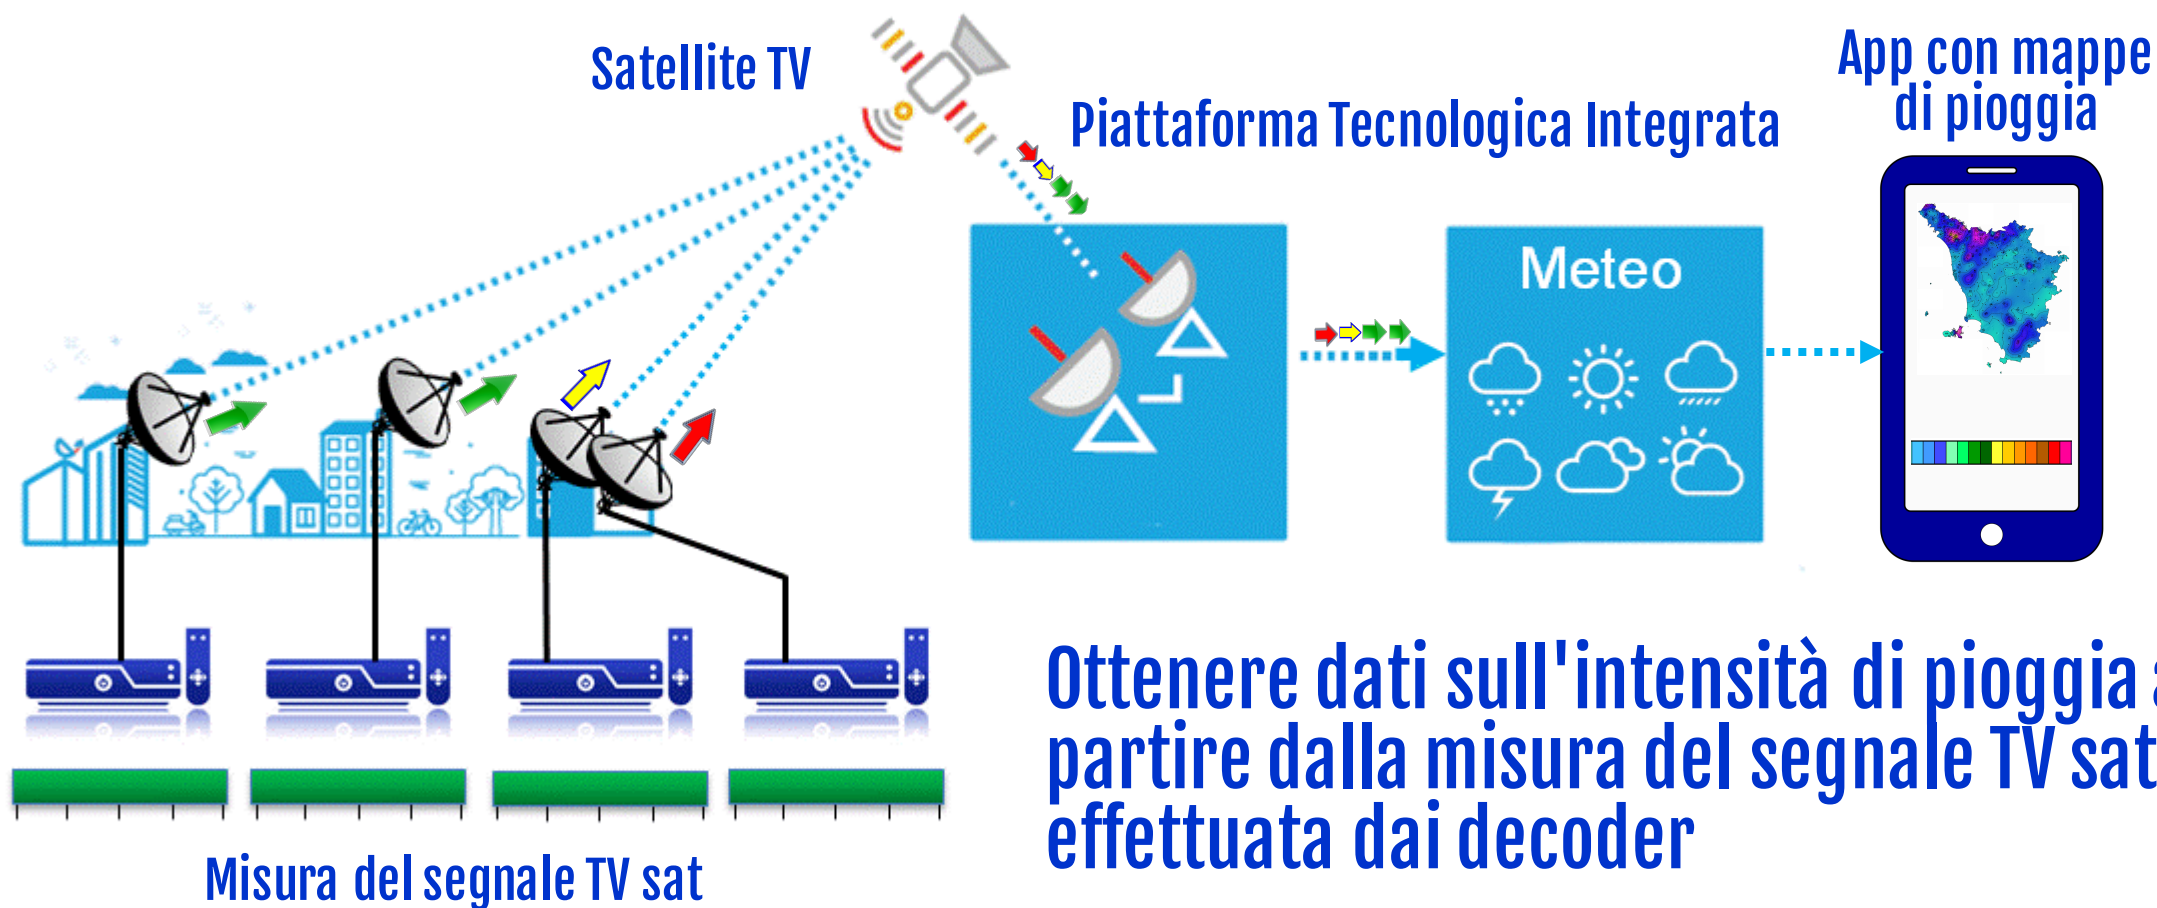 Satellite TV
App con mappe
di pioggia
Piattaforma Tecnologica Integrata
Meteo
Ottenere dati sull'intensità di pioggia a
partire dalla misura del segnale TV sat
effettuata dai decoder
Misura del segnale TV sat